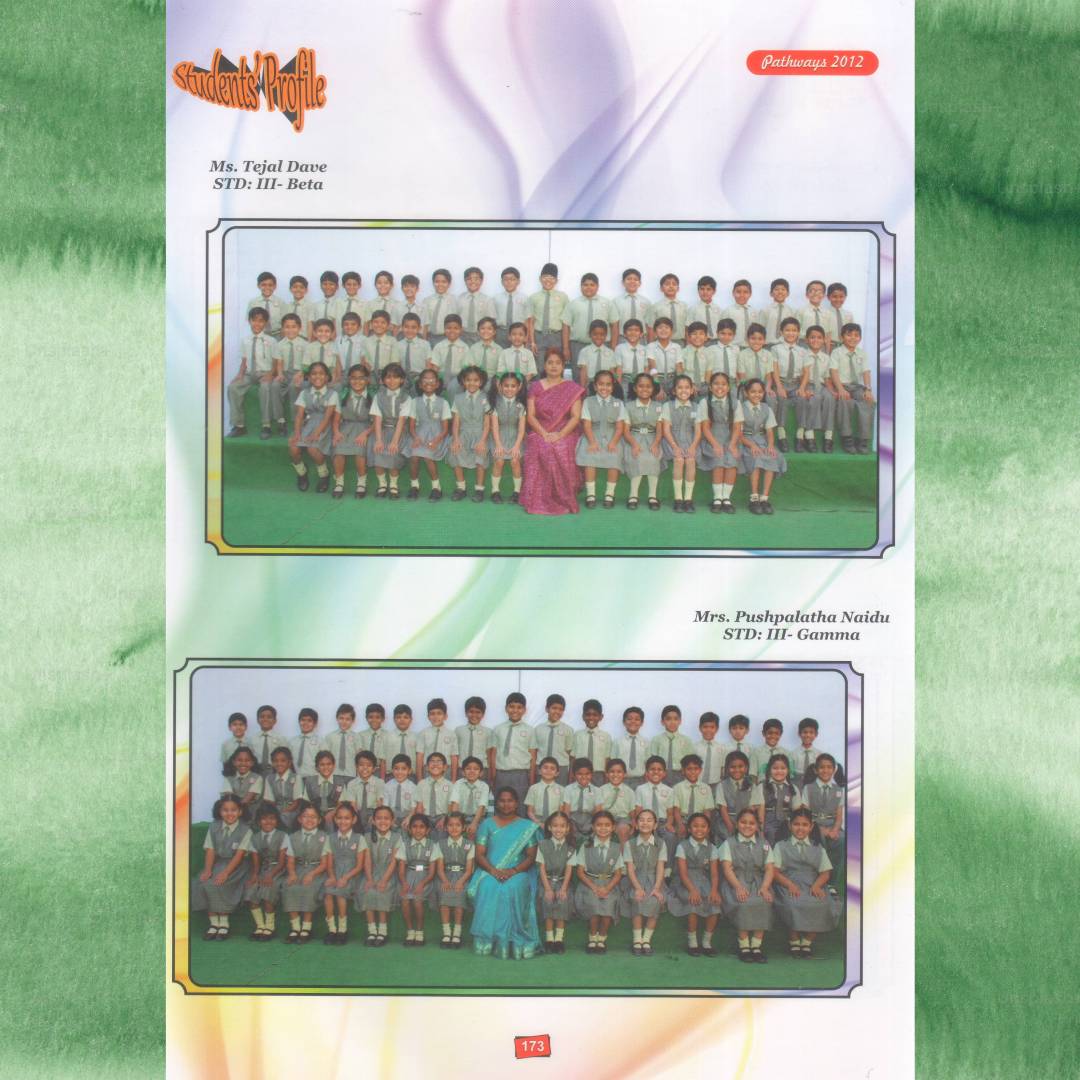 Students' Profile
Pathways 2012
Ms. Tejal Dave
STD: III- Beta
Mrs. Pushpalatha Naidu
STD: III- Gamma
173